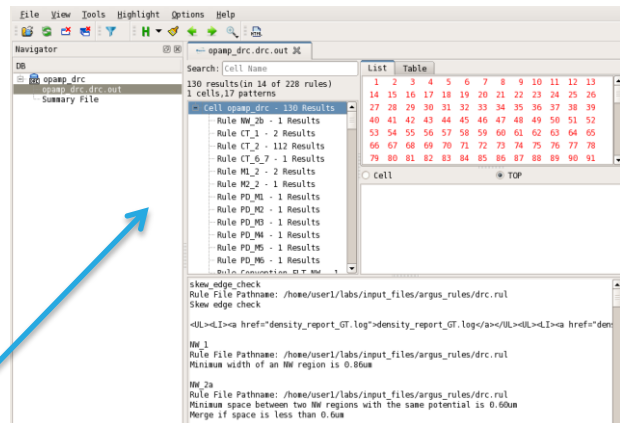 File View Tools Highlight Options Help
H
Navigator
opamp_drc.drc.out
DB
opamp_drc
opamp_drc.drc.out
Summary File
Search: Cell Name
130 results(in 14 of 228 rules)
1 cells,17 patterns
Cell opamp_drc - 130 Results
Rule NW_2b - 1 Results
Rule CT_1 - 2 Results
Rule CT_2 - 112 Results
Rule CT_6_7 - 1 Results
Rule M1_2 - 2 Results
Rule M2_2 - 1 Results
Rule PD_M1 - 1 Results
Rule PD_M2 - 1 Results
Rule PD_M3 - 1 Results
Rule PD_M4 - 1 Results
Rule PD_M5 - 1 Results
Rule PD_M6 - 1 Results
Rule Convention FLT NW - 1
List Table
1 2 3 4 5 6 7 8 9 10 11 12 13
14 15 16 17 18 19 20 21 22 23 24 25 26
27 28 29 30 31 32 33 34 35 36 37 38 39
40 41 42 43 44 45 46 47 48 49 50 51 52
53 54 55 56 57 58 59 60 61 62 63 64 65
66 67 68 69 70 71 72 73 74 75 76 77 78
79 80 81 82 83 84 85 86 87 88 89 90 91
Cell TOP
skew_edge_check
Rule File Pathname: /home/user1/labs/input_files/argus_rules/drc.rul
Skew edge check
<UL><LI><a href="density_report_GT.log">density_report_GT.log</a></UL><UL><LI><a href="dens
NW_1
Rule File Pathname: /home/user1/labs/input_files/argus_rules/drc.rul
Minimum width of an NW region is 0.86um
NW_2a
Rule File Pathname: /home/user1/labs/input_files/argus_rules/drc.rul
Minimum space between two NW regions with the same potential is 0.60um
Merge if space is less than 0.6um